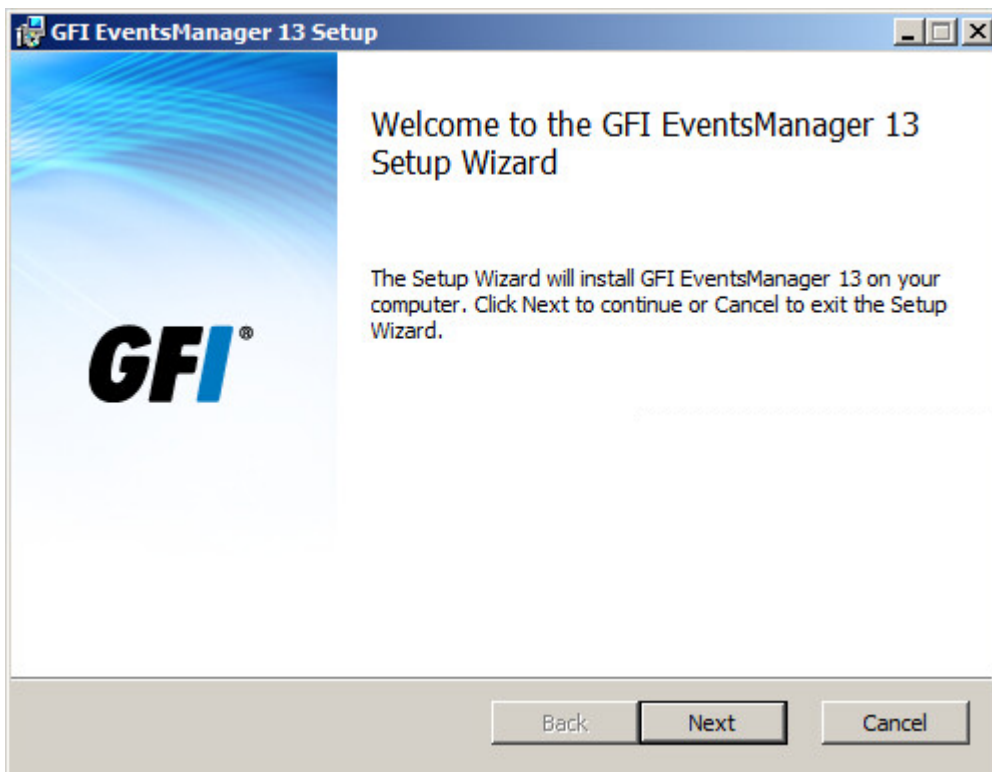 GFI EventsManager 13 Setup
Welcome to the GFI EventsManager 13
Setup Wizard
The Setup Wizard will install GFI EventsManager 13 on your
computer. Click Next to continue or Cancel to exit the Setup
Wizard.
GFI®
Back
Next
Cancel